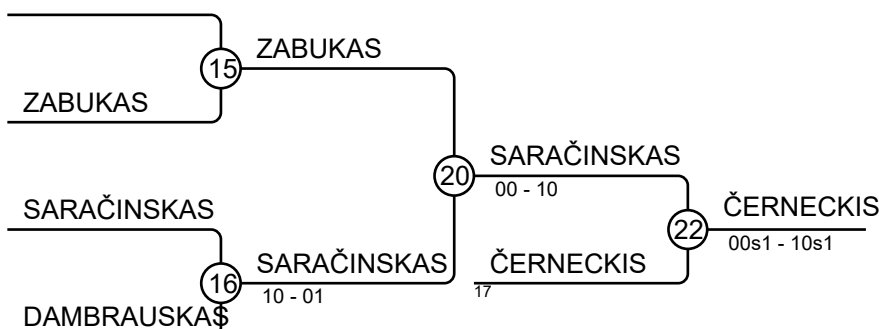 ZABUKAS
15
ZABUKAS
SARAČINSKAS
20
00 - 10
ČERNECKIS
22
00s1 - 10s1
SARAČINSKAS
SARAČINSKAS
ČERNECKIS
16
10 - 01
17
DAMBRAUSKAS